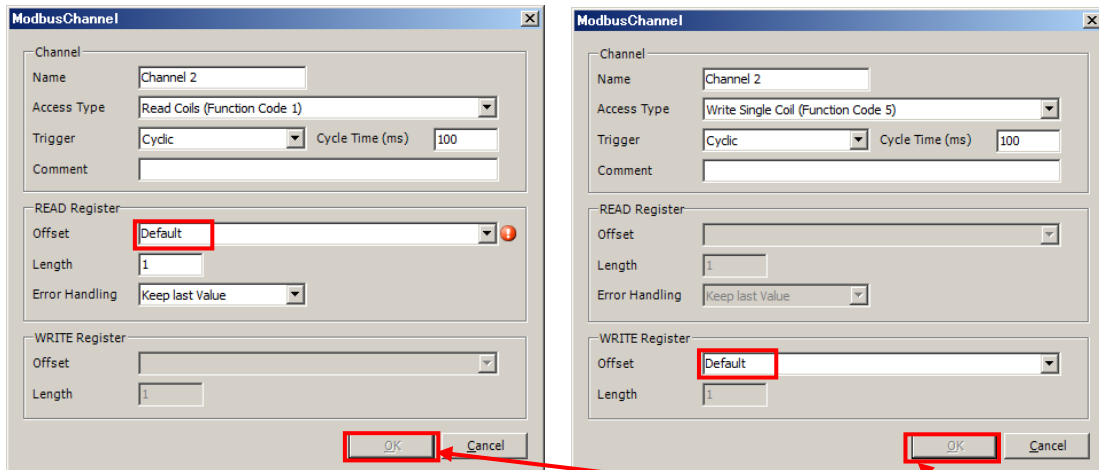 ModbusChannel
Channel
Name Channel 2
Access Type Read Coils (Function Code 1)
Trigger Cyclic Cycle Time (ms) 100
Comment
READ Register
Offset Default
Length 1
Error Handling Keep last Value
WRITE Register
Offset
Length 1
OK Cancel
ModbusChannel
Channel
Name Channel 2
Access Type Write Single Coil (Function Code 5)
Trigger Cyclic Cycle Time (ms) 100
Comment
READ Register
Offset
Length 1
Error Handling Keep last Value
WRITE Register
Offset Default
Length 1
OK Cancel